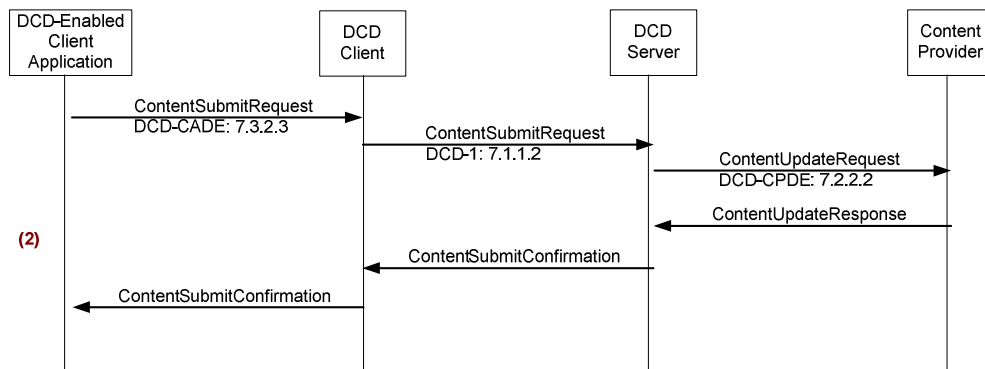 DCD-Enabled
Client
Application
DCD
Client
DCD
Server
Content
Provider
ContentSubmitRequest
DCD-CADE: 7.3.2.3
ContentSubmitRequest
DCD-1: 7.1.1.2
ContentUpdateRequest
DCD-CPDE: 7.2.2.2
ContentUpdateResponse
(2)
ContentSubmitConfirmation
ContentSubmitConfirmation